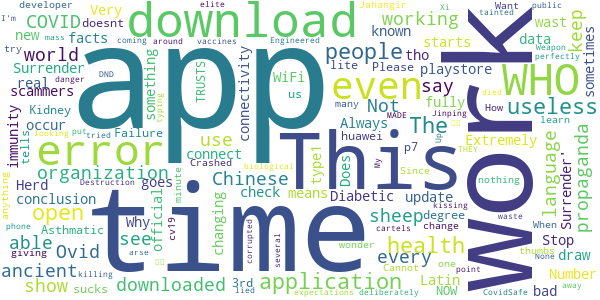 COVID download working WHO keep
Very developer elite Jahangir Xi
I'm mass coming around vaccines Engineered Want tainted public
doesnt known wast data sometimes
new facts something people starts
try world DND WiFi tho lite Please playstore Weapon perfectly
Surrender danger TRUSTS us even say
real scammers app connectivity many Not fully useless
Kidney Always The How learn
occur Failure typing huawei MADE Jinping Up THEY
immunity error use connect This p7 Does Extremely language Surrender' propaganda
tells Crashed type1 My Since biological
Herd goes organization Chinese Diabetic update nothing
conclusion Destruction minute check means sheep degree kissing cartels
anything looking put tried official cv19 changing every change waste
open Why died
Asthmatic time health Work Stop draw
able see corrupted several application Latin When thumbs
Ovid NOW Number None
ancient phone arse wonder Cannot one 3rd point CovidSafe
giving show sucks killing downloaded lied expectations deliberately bad away